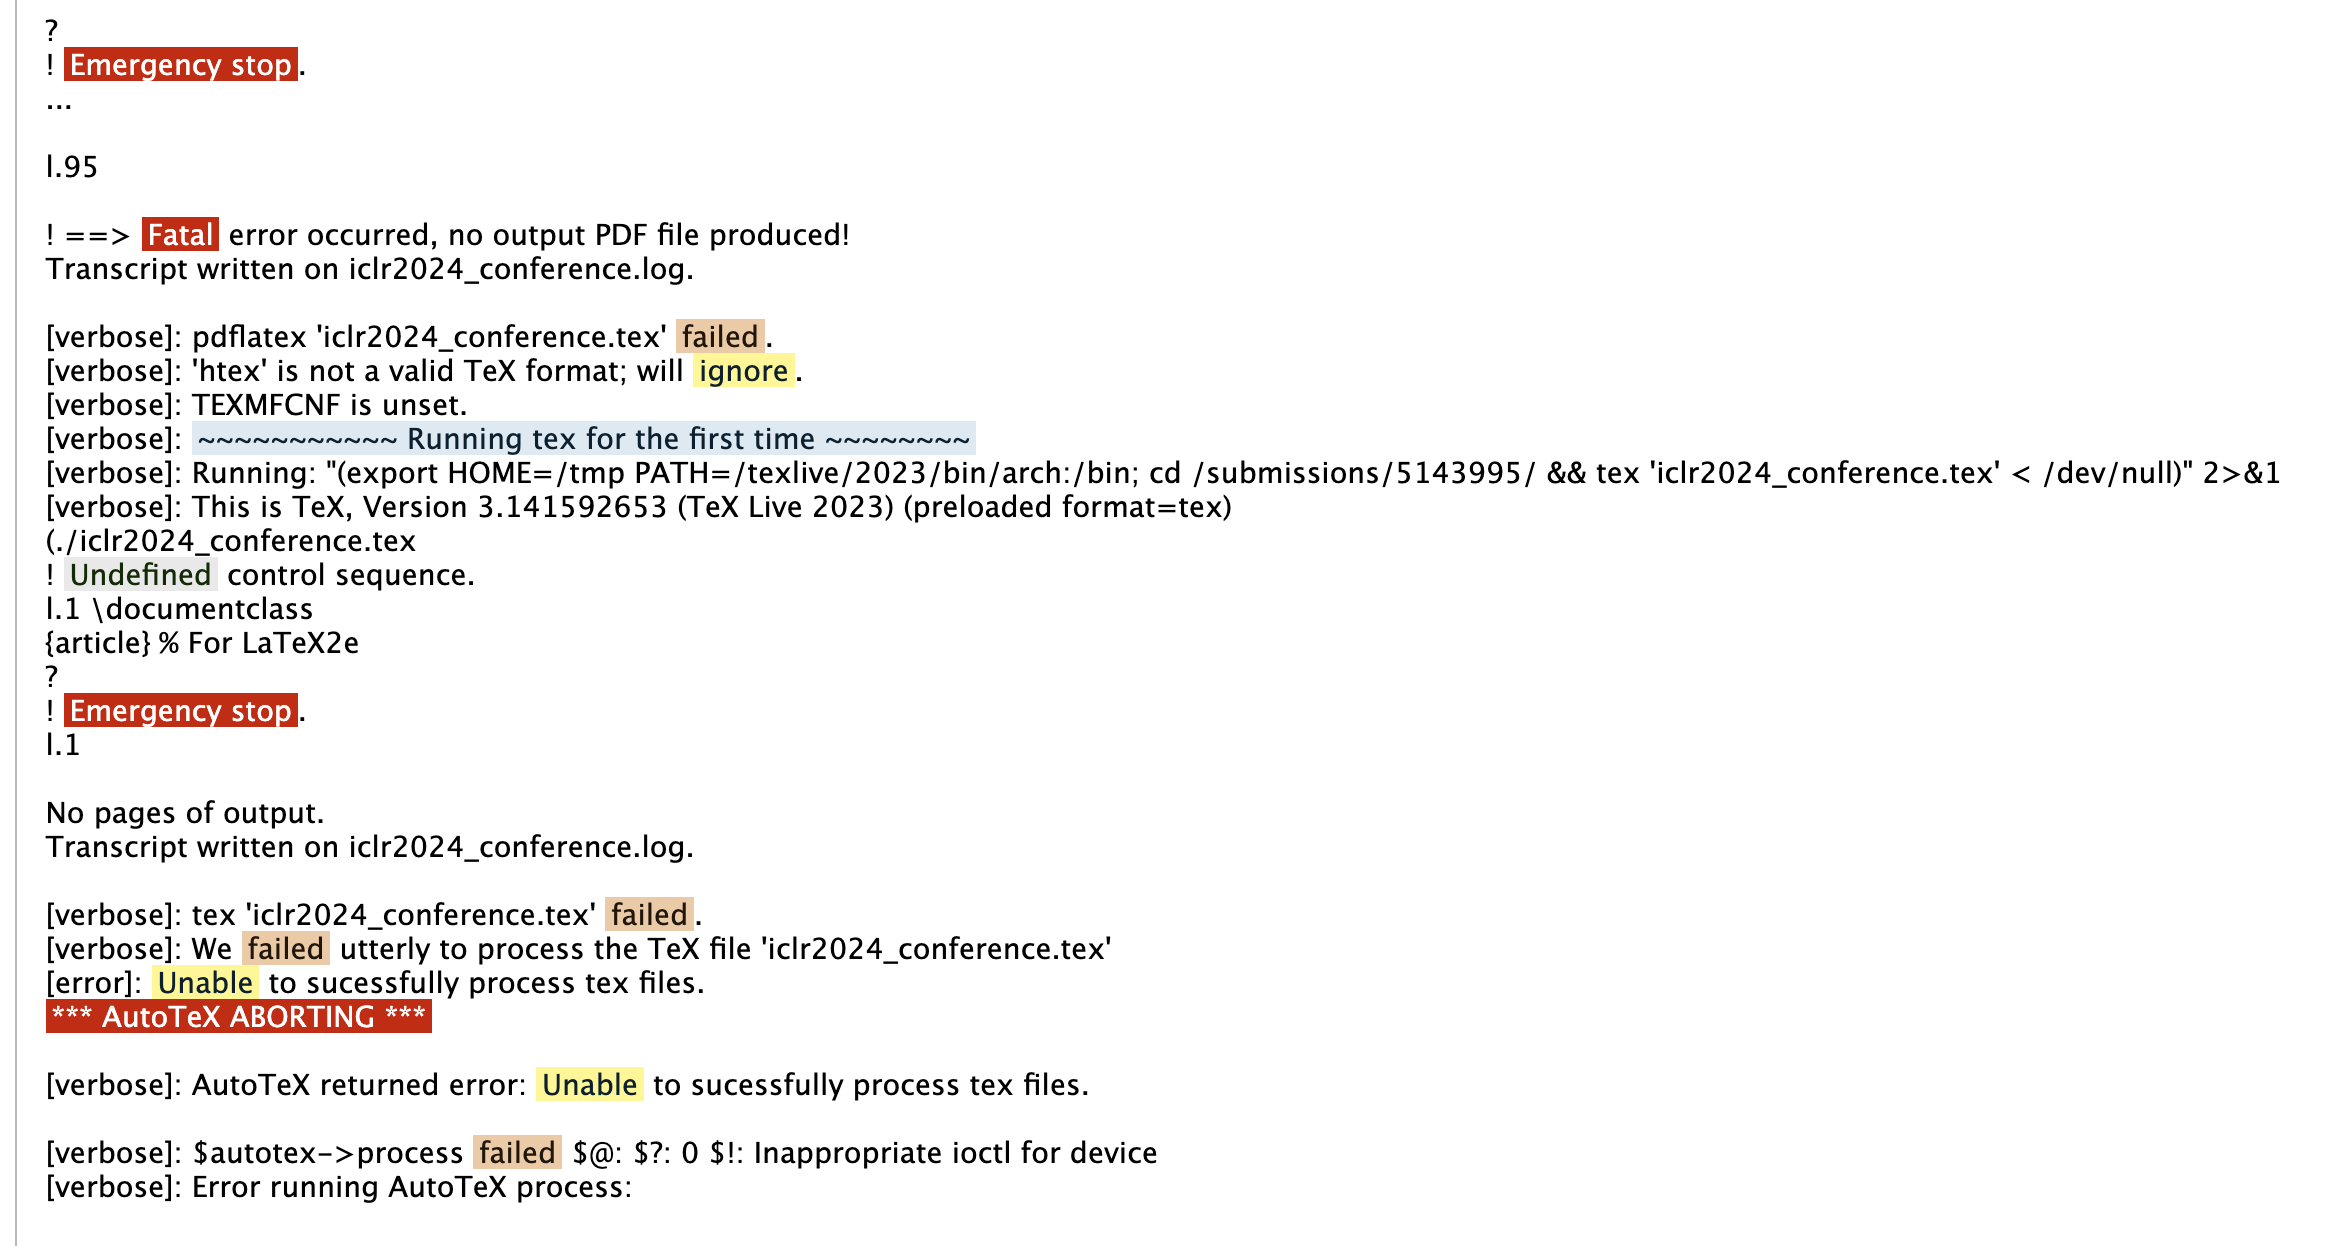 ?
! Emergency stop.
...
l.95
! ==> Fatal error occurred, no output PDF file produced!
Transcript written on iclr2024_conference.log.
[verbose]: pdflatex 'iclr2024_conference.tex' failed.
[verbose]: 'htex' is not a valid TeX format; will ignore.
[verbose]: TEXMFCNF is unset.
[verbose]: ~~~~~~~~~~~ Running tex for the first time ~~~~~~~~
[verbose]: Running: "(export HOME=/tmp PATH=/texlive/2023/bin/arch:/bin; cd /submissions/5143995/ && tex 'iclr2024_conference.tex' < /dev/null)" 2>&1
[verbose]: This is TeX, Version 3.141592653 (TeX Live 2023) (preloaded format=tex)
(./iclr2024_conference.tex
! Undefined control sequence.
l.1 \documentclass
{article} % For LaTeX2e
?
! Emergency stop.
l.1
No pages of output.
Transcript written on iclr2024_conference.log.
[verbose]: tex 'iclr2024_conference.tex' failed.
[verbose]: We failed utterly to process the TeX file 'iclr2024_conference.tex'
[error]: Unable to sucessfully process tex files.
*** AutoTeX ABORTING ***
[verbose]: AutoTeX returned error: Unable to sucessfully process tex files.
[verbose]: $autotex->process failed $@: $?: 0 $!: Inappropriate ioctl for device
[verbose]: Error running AutoTeX process: